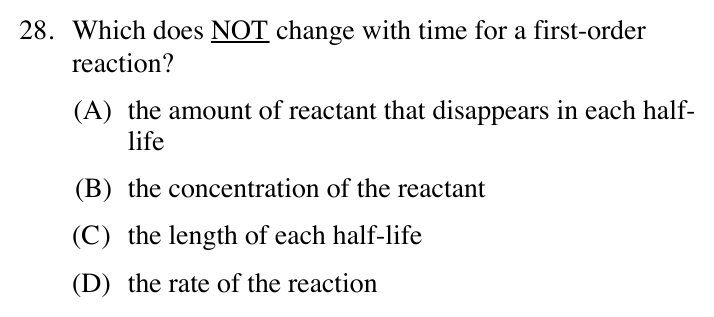 28. Which does NOT change with time for a first-order
reaction?
(A) the amount of reactant that disappears in each half-
life
(B) the concentration of the reactant
(C) the length of each half-life
(D) the rate of the reaction